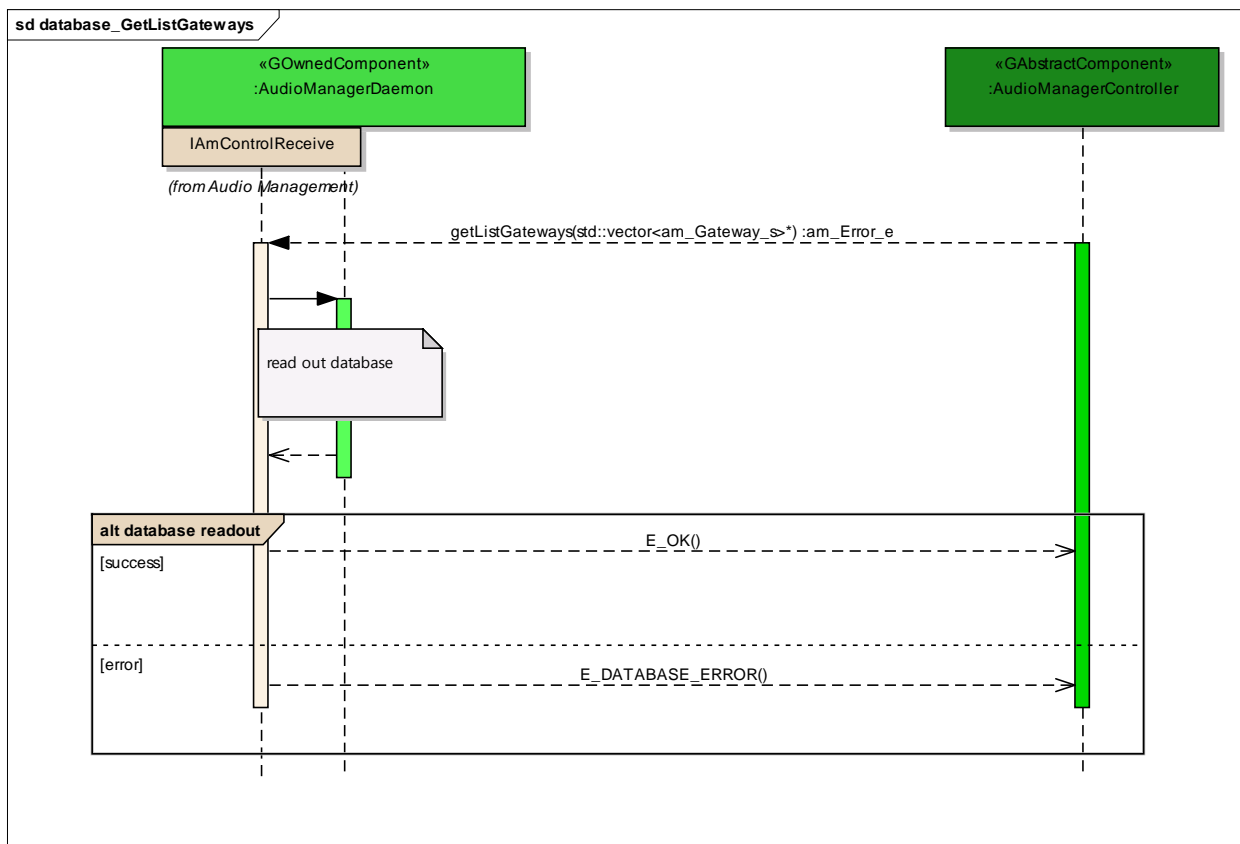 sd database_GetListGateways
«GOwnedComponent»
:AudioManagerDaemon
«GAbstractComponent»
:AudioManagerController
IAmControlReceive
(from Audio Management)
getListGateways(std::vector<am_Gateway_s>*) :am_Error_e
read out database
alt database readout
E_OK()
[success]
[error]
E_DATABASE_ERROR()